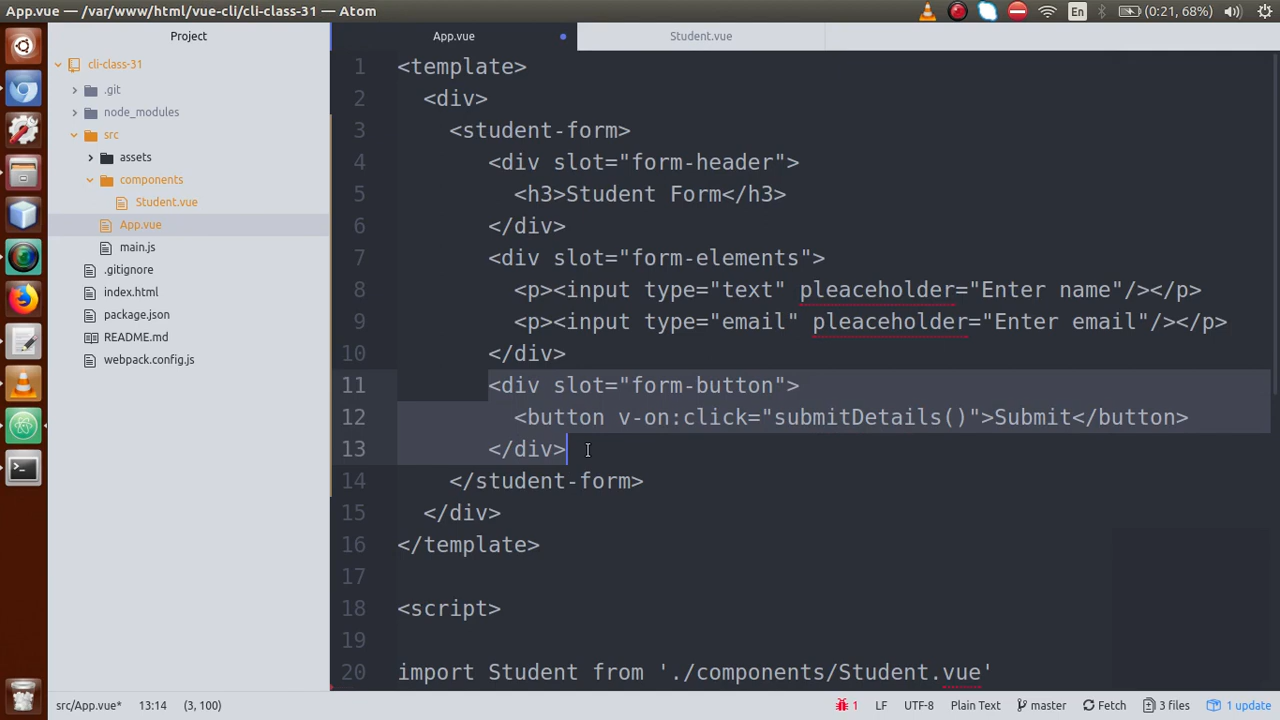 App.vue — /var/www/html/vue-cli/cli-class-31 — Atom
En
(0:21, 68%)
Project
App.vue
Student.vue
cli-class-31
.git
node_modules
src
assets
components
Student.vue
App.vue
main.js
.gitignore
index.html
package.json
README.md
webpack.config.js
1 <template>
2 <div>
3 <student-form>
4 <div slot="form-header">
5 <h3>Student Form</h3>
6 </div>
7 <div slot="form-elements">
8 <p><input type="text" pleaceholder="Enter name"/></p>
9 <p><input type="email" pleaceholder="Enter email"/></p>
10 </div>
11 <div slot="form-button">
12 <button v-on:click="submitDetails()">Submit</button>
13 </div>
14 </student-form>
15 </div>
16 </template>
17
18 <script>
19
20 import Student from './components/Student.vue'
src/App.vue* 13:14 (3, 100)
1 LF UTF-8 Plain Text master Fetch 3 files 1 update